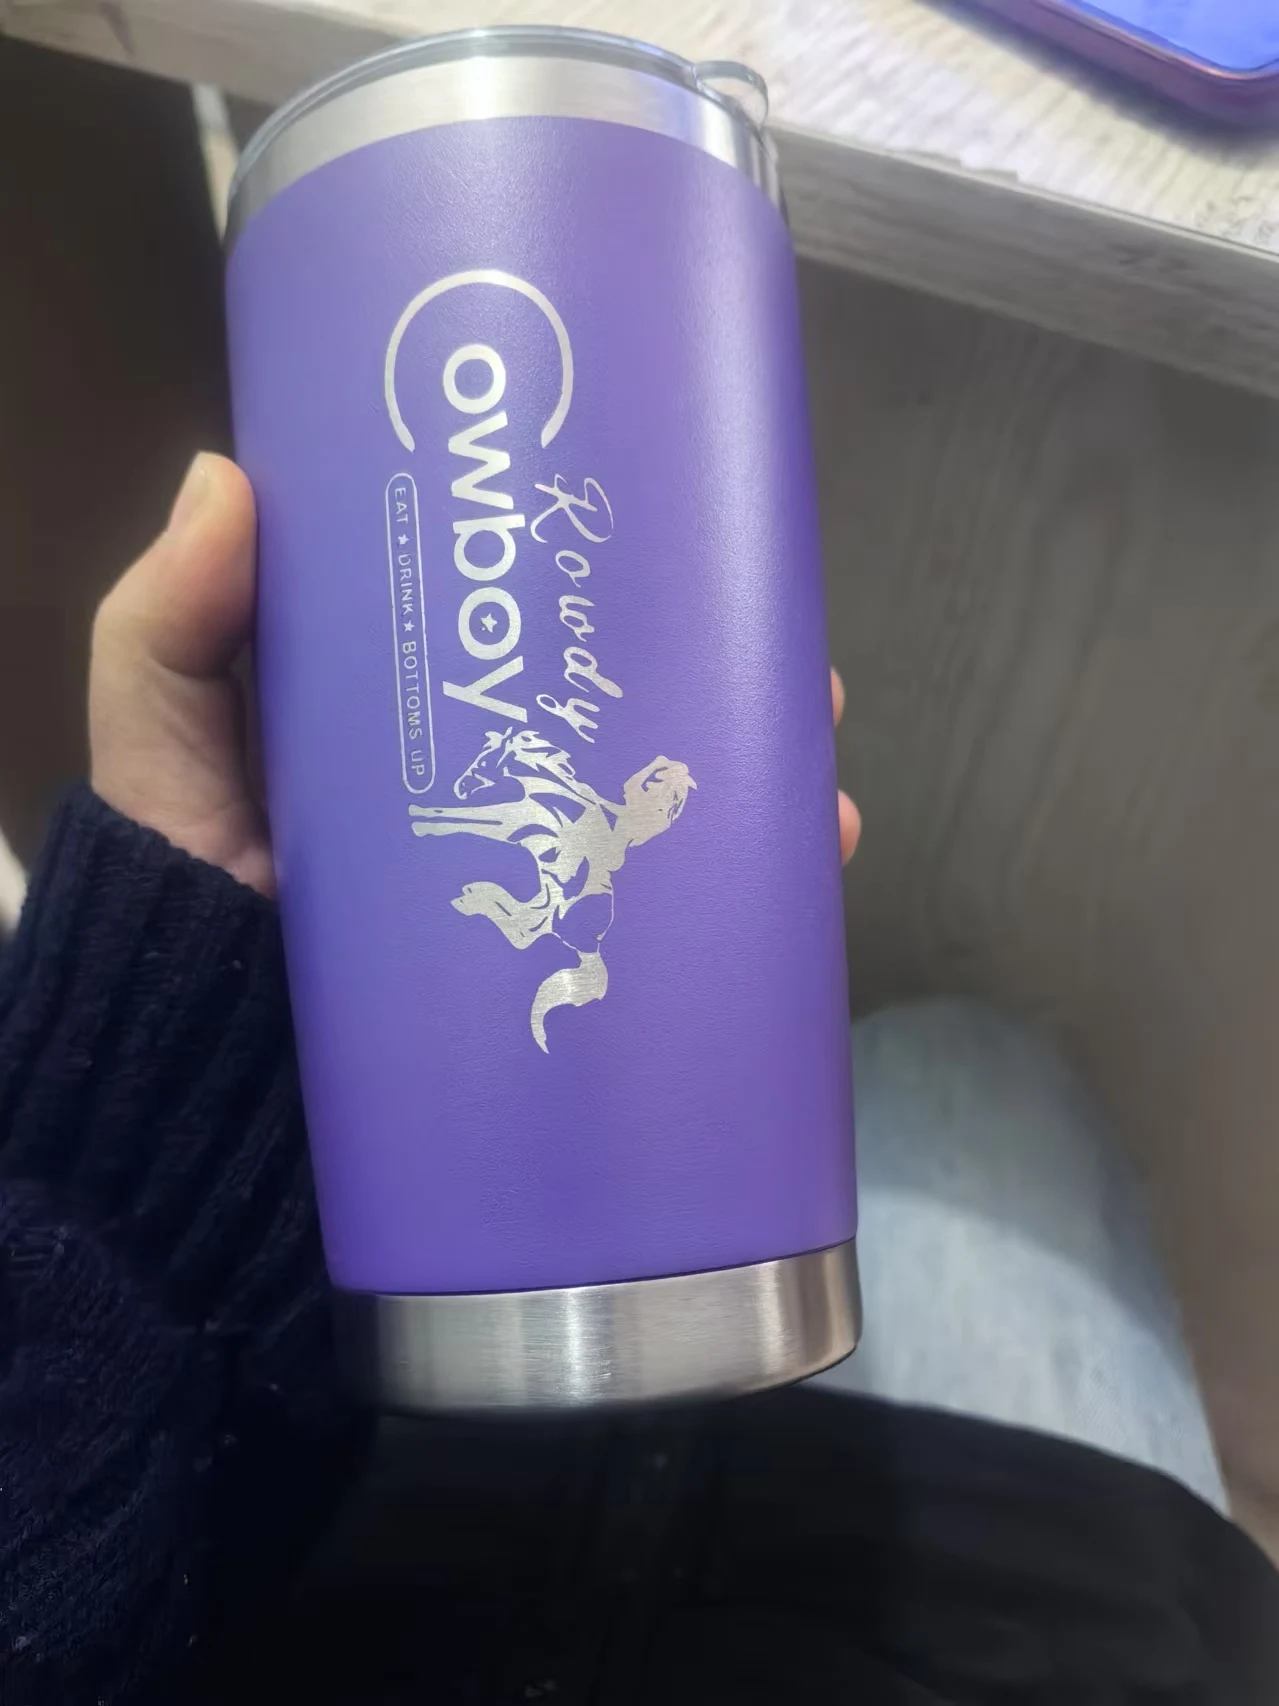 Rowdy
Cowboy
EAT ★ DRINK ★ BOTTOMS UP